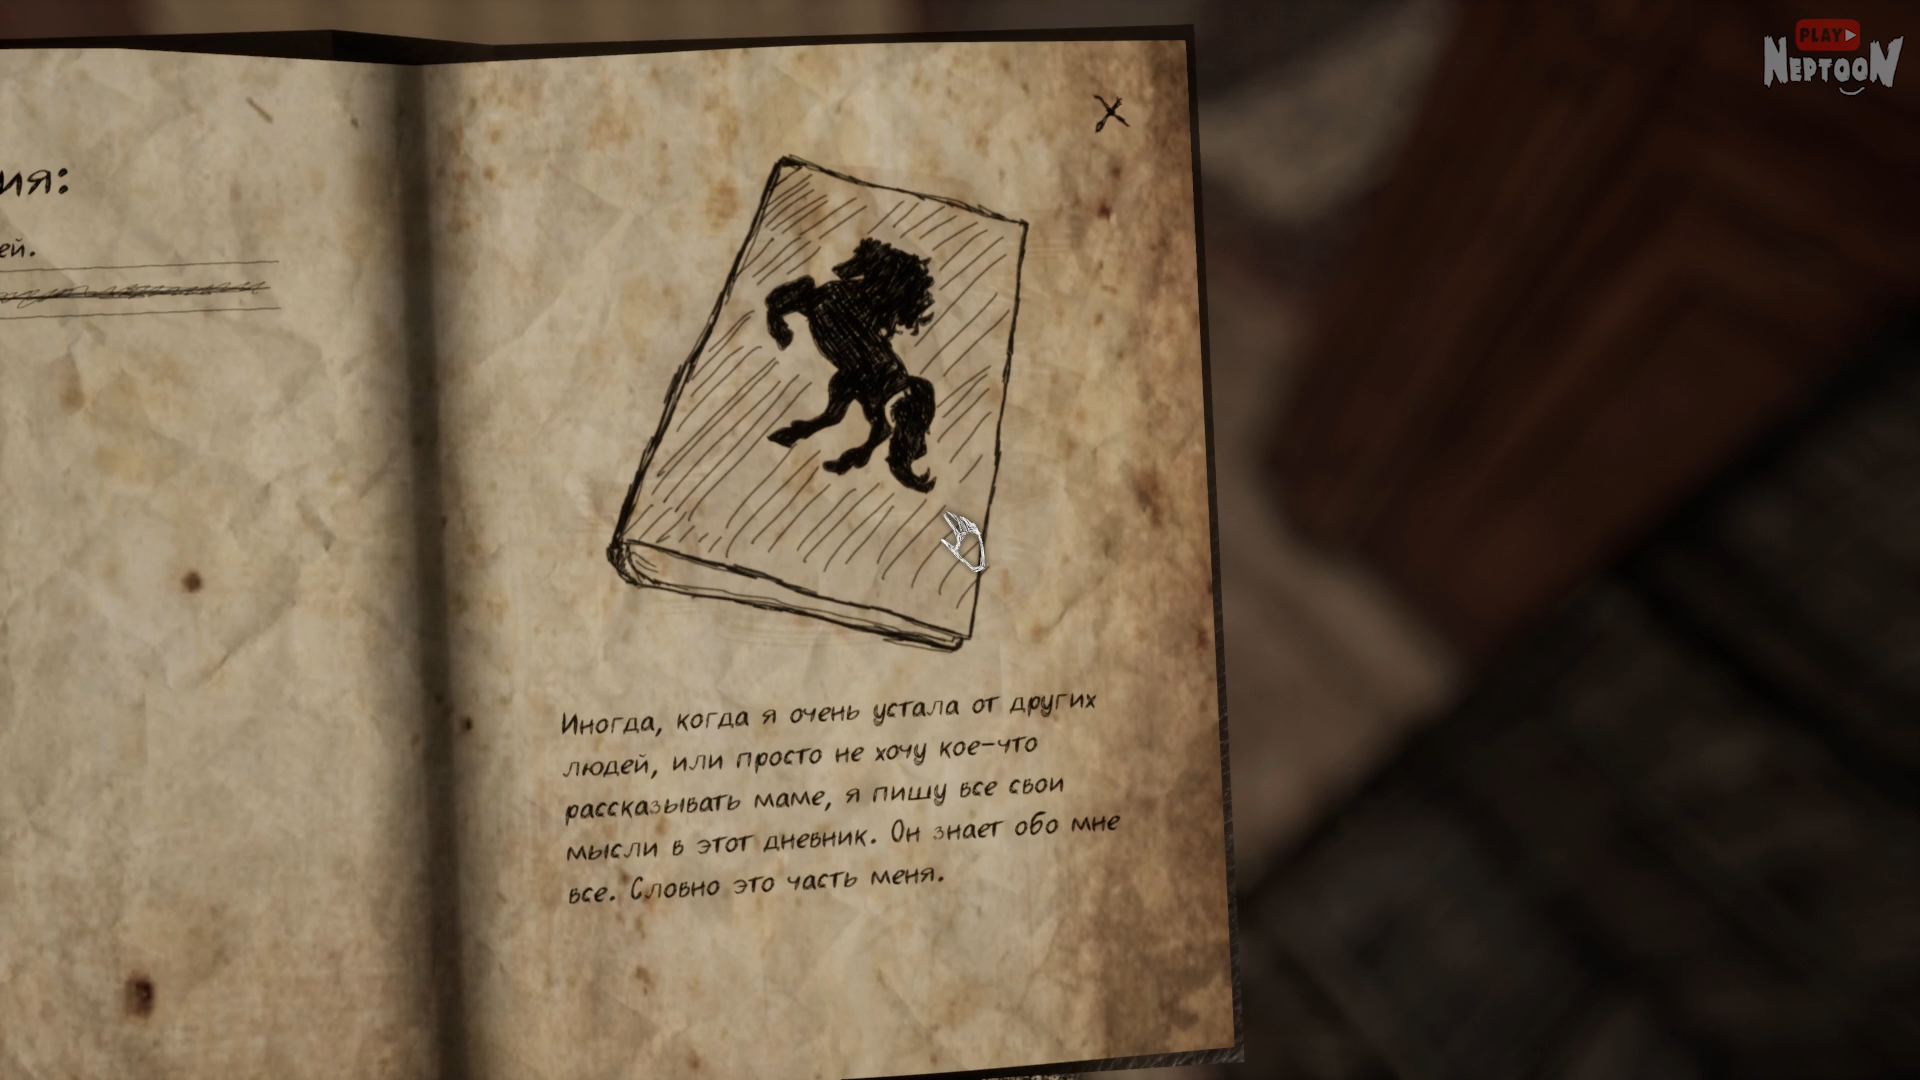 ия:
ей.
Иногда, когда я очень устала от других
людей, или просто не хочу кое-что
рассказывать маме, я пишу все свои
мысли в этот дневник. Он знает обо мне
все. Словно это часть меня.
PLAY
NEPTOON